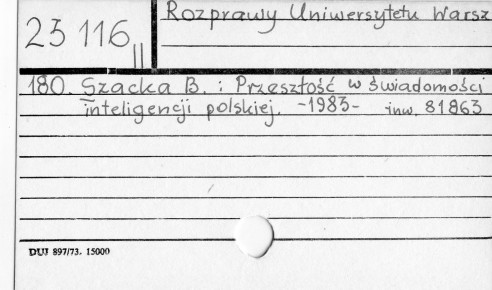 23 116 II
Rozprawy Uniwersytetu Warsz
180. Szacka B. : Przeszłość w świadomości
inteligencji polskiej. -1983- inw. 81863
DUJ 897/73. 15000